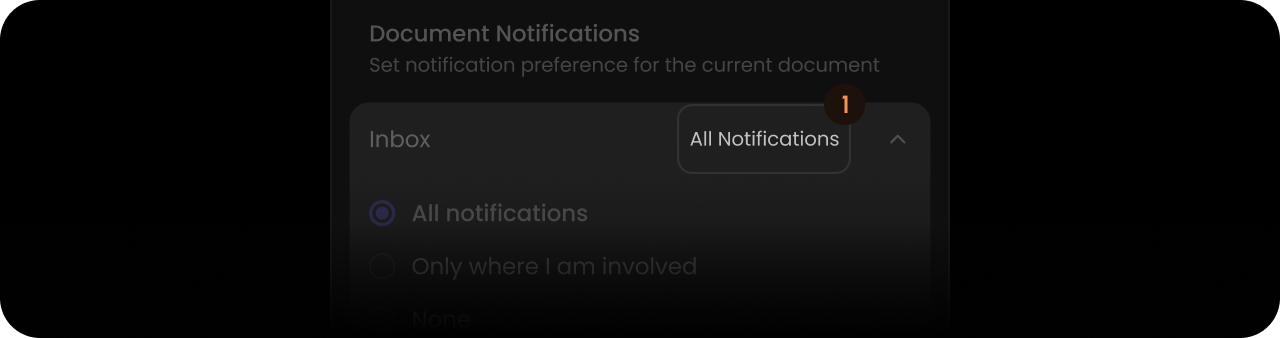 Document Notifications
Set notification preference for the current document
1
Inbox
All Notifications
All notifications
Only where I am involved
None